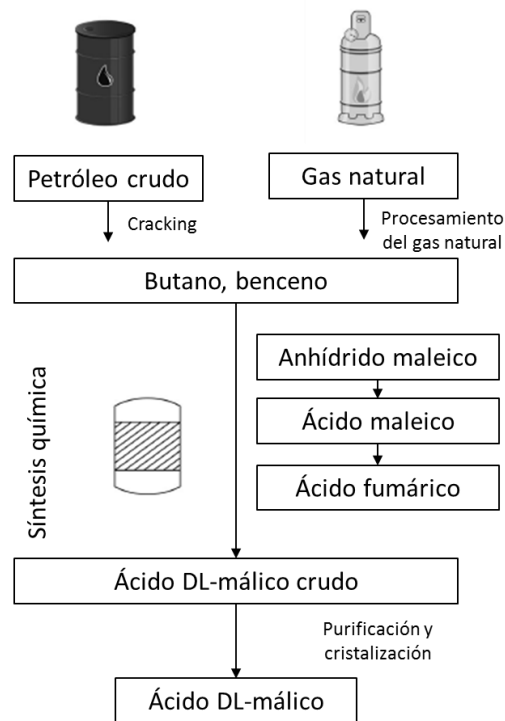 Petróleo crudo
Gas natural
Cracking
Procesamiento
del gas natural
Butano, benceno
Síntesis química
Anhídrido maleico
Ácido maleico
Ácido fumárico
Ácido DL-málico crudo
Purificación y
cristalización
Ácido DL-málico